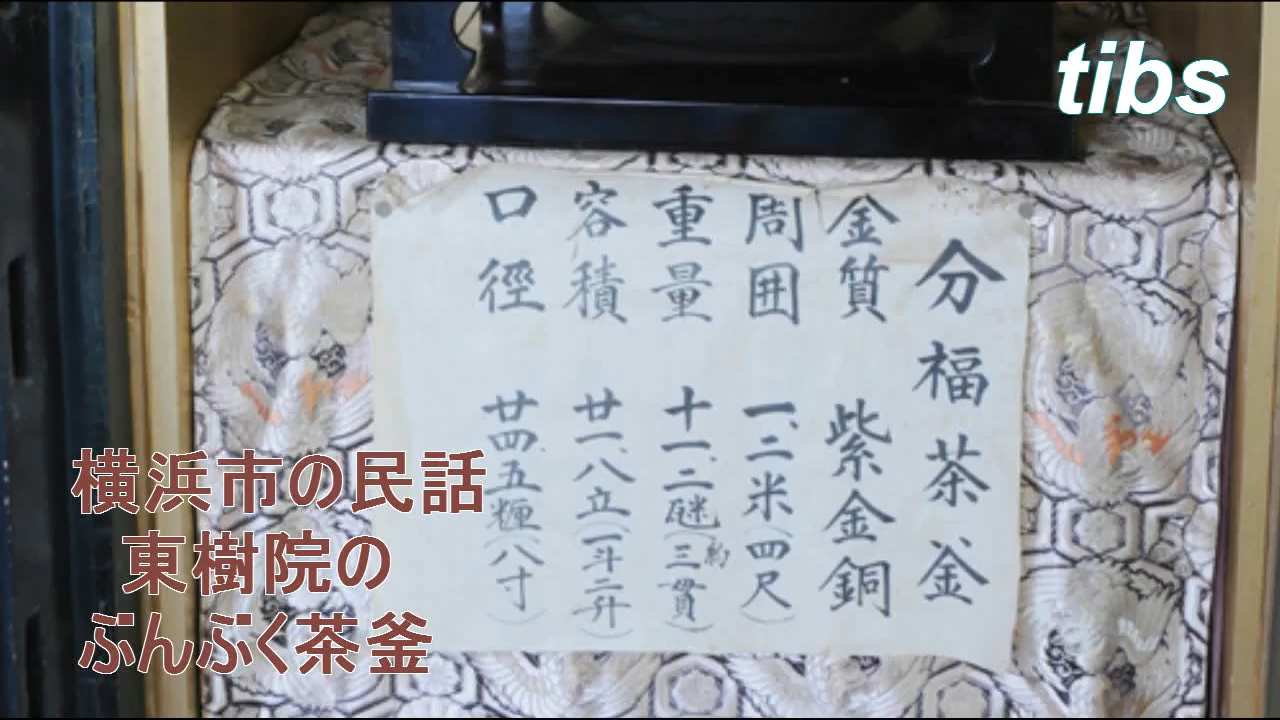 tibs
分福茶釜
金質 紫金銅
周囲 一、二米(四尺)
重量 十一、二瓩(約三貫)
容積 廿一、八立(一斗二升)
口徑 廿四、五糎(八寸)
横浜市の民話
東樹院の
ぶんぶく茶釜